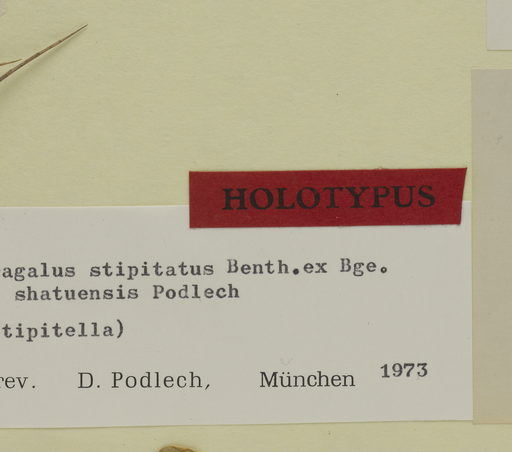 HOLOTYPUS
agalus stipitatus Benth.ex Bge.
shatuensis Podlech
tipitella)
rev. D. Podlech, München 1973